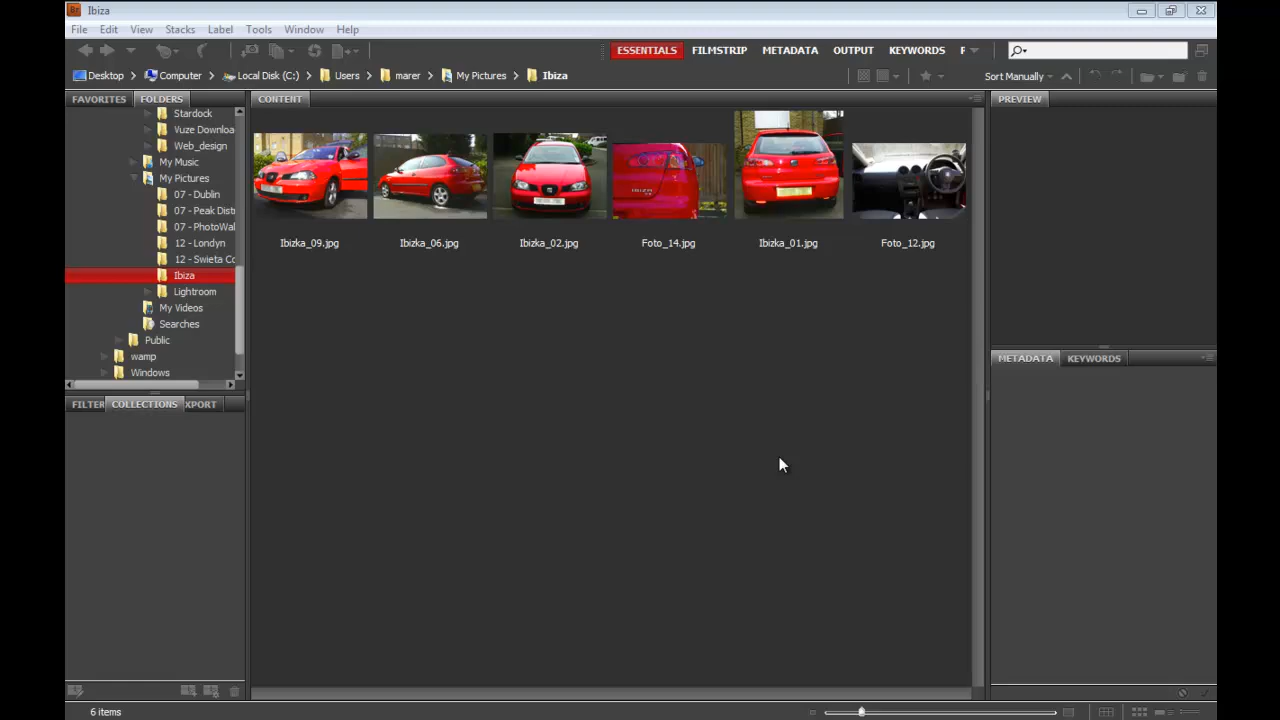 Br Ibiza
File Edit View Stacks Label Tools Window Help
ESSENTIALS FILMSTRIP METADATA OUTPUT KEYWORDS F
Desktop Computer Local Disk (C:) Users marer My Pictures Ibiza
Sort Manually
FAVORITES FOLDERS
CONTENT
PREVIEW
Stardock
Vuze Downloa
Web_design
My Music
My Pictures
07 - Dublin
07 - Peak Distr
07 - PhotoWal
12 - Londyn
12 - Swieta Co
Ibiza
Lightroom
My Videos
Searches
Public
wamp
Windows
Ibizka_09.jpg Ibizka_06.jpg Ibizka_02.jpg Foto_14.jpg Ibizka_01.jpg Foto_12.jpg
METADATA KEYWORDS
FILTER COLLECTIONS XPORT
6 items